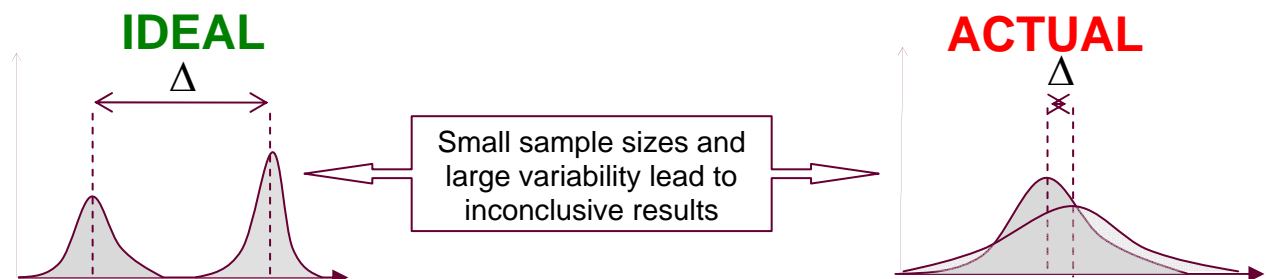 IDEAL
Δ
Small sample sizes and
large variability lead to
inconclusive results
ACTUAL
Δ